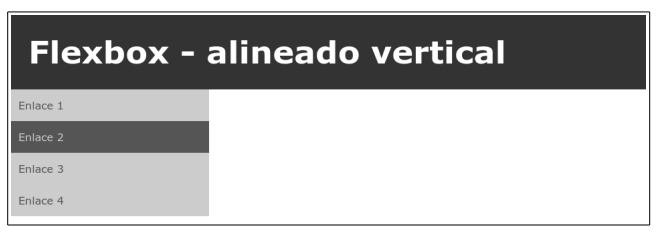 Flexbox - alineado vertical
Enlace 1
Enlace 2
Enlace 3
Enlace 4